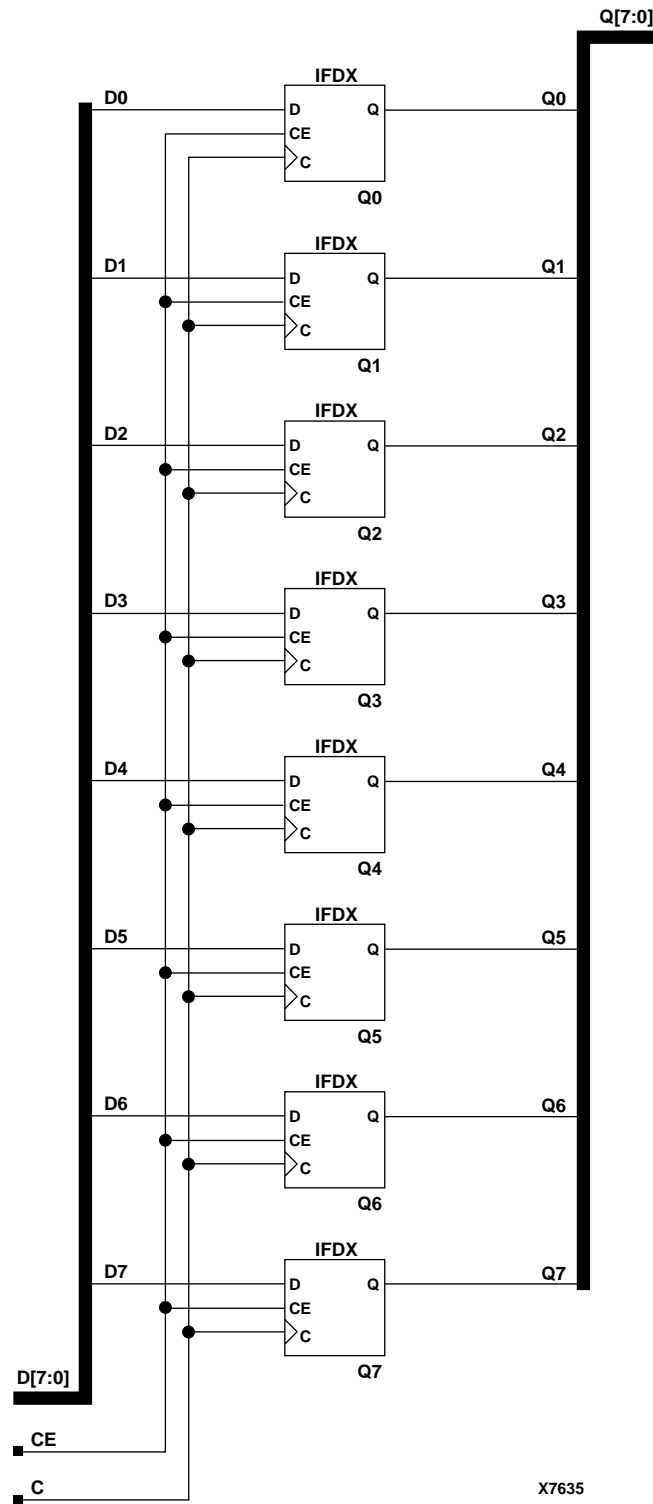 Q[7:0]
IFDX
D0 D Q Q0
CE
C
Q0
IFDX
D1 D Q Q1
CE
C
Q1
IFDX
D2 D Q Q2
CE
C
Q2
IFDX
D3 D Q Q3
CE
C
Q3
IFDX
D4 D Q Q4
CE
C
Q4
IFDX
D5 D Q Q5
CE
C
Q5
IFDX
D6 D Q Q6
CE
C
Q6
IFDX
D7 D Q Q7
CE
C
Q7
D[7:0]
CE
C X7635